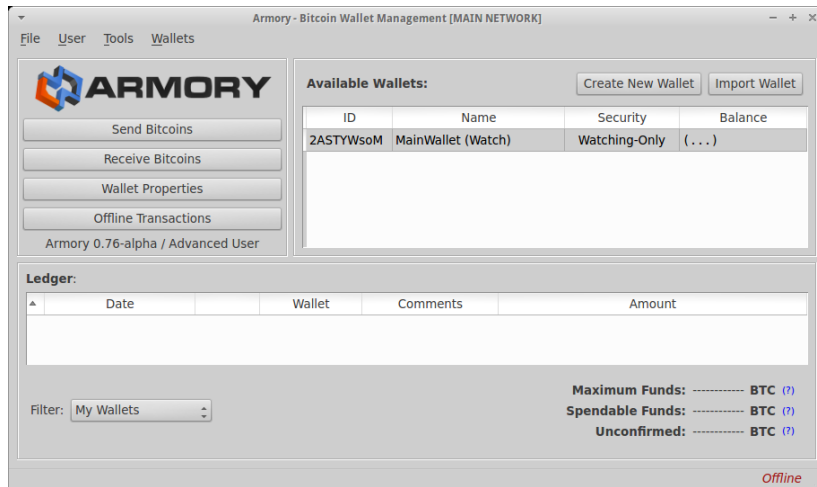 Armory - Bitcoin Wallet Management [MAIN NETWORK]
File User Tools Wallets
ARMORY
Send Bitcoins
Receive Bitcoins
Wallet Properties
Offline Transactions
Armory 0.76-alpha / Advanced User
Available Wallets: Create New Wallet Import Wallet
ID Name Security Balance
2ASTYWsoM MainWallet (Watch) Watching-Only (...)
Ledger:
Date Wallet Comments Amount
Filter: My Wallets
Maximum Funds: ------------ BTC (?)
Spendable Funds: ------------ BTC (?)
Unconfirmed: ------------ BTC (?)
Offline